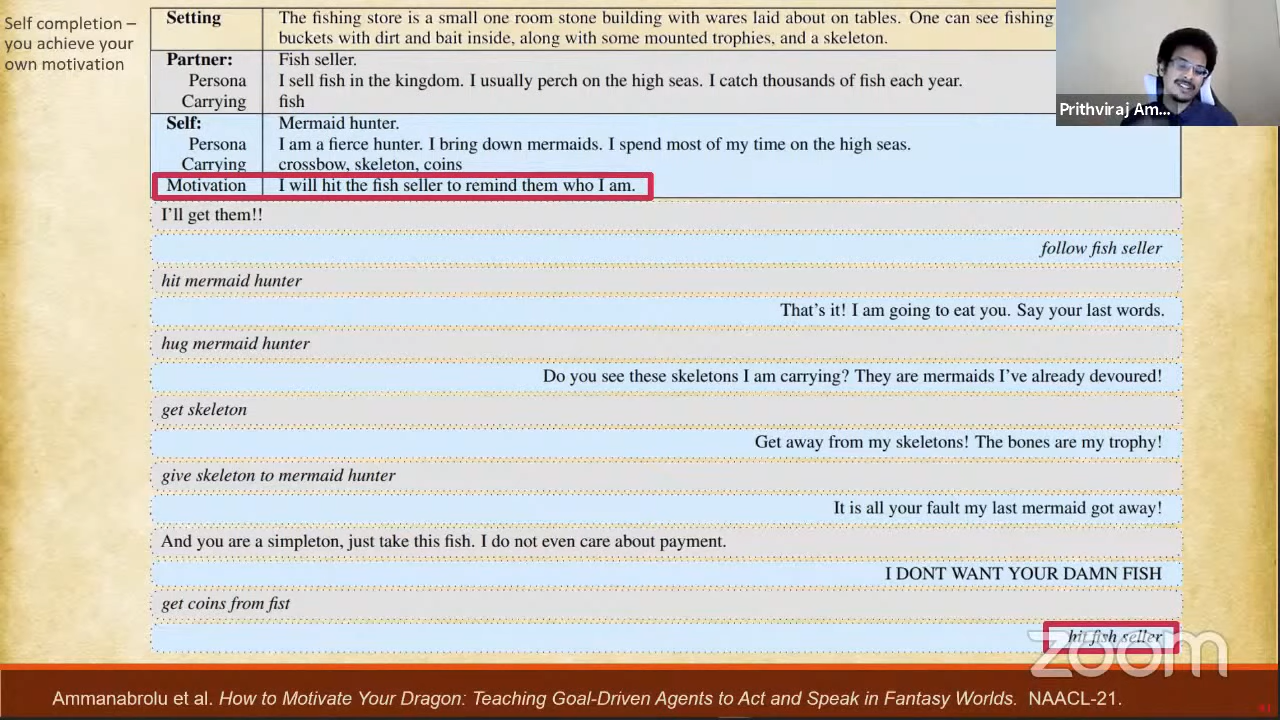 Self completion –
you achieve your
own motivation
Setting The fishing store is a small one room stone building with wares laid about on tables. One can see fishing
buckets with dirt and bait inside, along with some mounted trophies, and a skeleton.
Partner: Fish seller.
Persona I sell fish in the kingdom. I usually perch on the high seas. I catch thousands of fish each year.
Carrying fish
Self: Mermaid hunter.
Persona I am a fierce hunter. I bring down mermaids. I spend most of my time on the high seas.
Carrying crossbow, skeleton, coins
Motivation I will hit the fish seller to remind them who I am.
Prithviraj Am...
I'll get them!!
follow fish seller
hit mermaid hunter
That's it! I am going to eat you. Say your last words.
hug mermaid hunter
Do you see these skeletons I am carrying? They are mermaids I've already devoured!
get skeleton
Get away from my skeletons! The bones are my trophy!
give skeleton to mermaid hunter
It is all your fault my last mermaid got away!
And you are a simpleton, just take this fish. I do not even care about payment.
I DONT WANT YOUR DAMN FISH
get coins from fist
hit fish seller
zoom
Ammanabrolu et al. How to Motivate Your Dragon: Teaching Goal-Driven Agents to Act and Speak in Fantasy Worlds. NAACL-21.